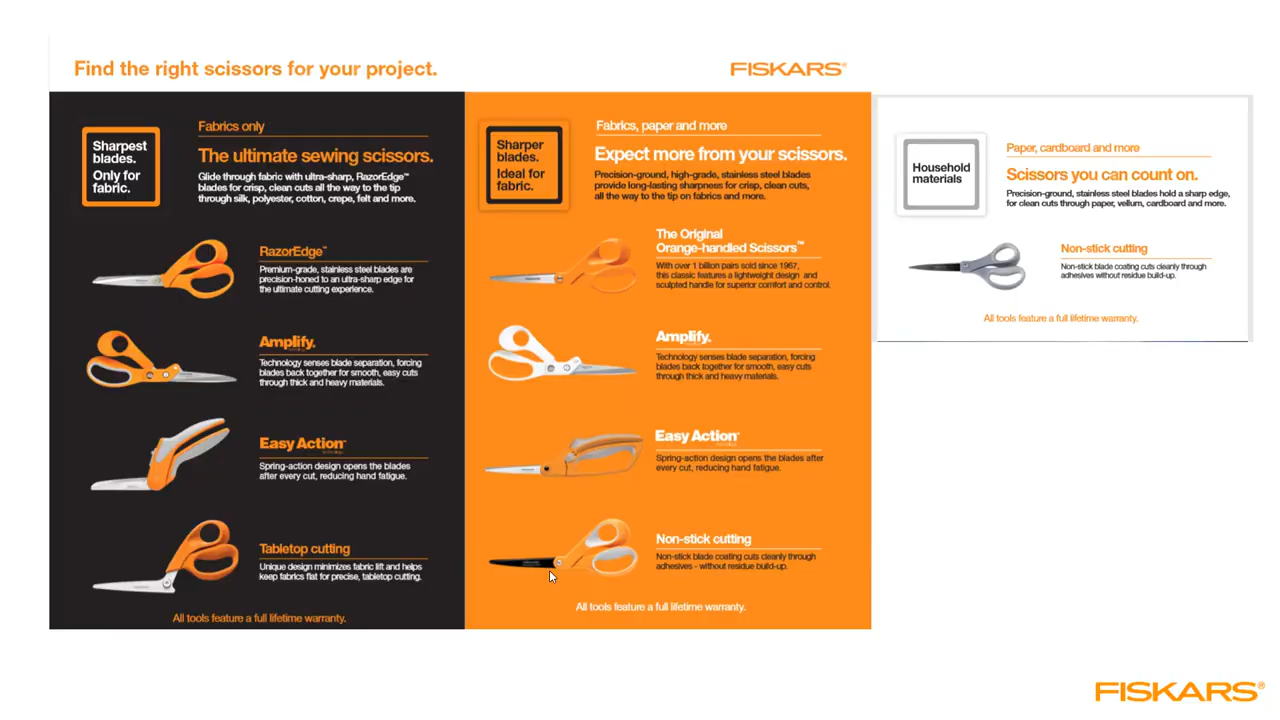 Find the right scissors for your project.
FISKARS®
Sharpest
blades.
Only for
fabric.
Fabrics only
The ultimate sewing scissors.
Glide through fabric with ultra-sharp, RazorEdge™
blades for crisp, clean cuts all the way to the tip
through silk, polyester, cotton, crepe, felt and more.
RazorEdge™
Premium-grade, stainless steel blades are
precision-honed to an ultra-sharp edge for
the ultimate cutting experience.
Amplify.
Technology senses blade separation, forcing
blades back together for smooth, easy cuts
through thick and heavy materials.
Easy Action™
Spring-action design opens the blades
after every cut, reducing hand fatigue.
Tabletop cutting
Unique design minimizes fabric lift and helps
keep fabrics flat for precise, tabletop cutting.
All tools feature a full lifetime warranty.
Sharper
blades.
Ideal for
fabric.
Fabrics, paper and more
Expect more from your scissors.
Precision-ground, high-grade, stainless steel blades
provide long-lasting sharpness for crisp, clean cuts,
all the way to the tip on fabrics and more.
The Original
Orange-handled Scissors™
With over 1 billion pairs sold since 1967,
this classic features a lightweight design and
sculpted handle for superior comfort and control.
Amplify.
Technology senses blade separation, forcing
blades back together for smooth, easy cuts
through thick and heavy materials.
Easy Action™
Spring-action design opens the blades after
every cut, reducing hand fatigue.
Non-stick cutting
Non-stick blade coating cuts cleanly through
adhesives - without residue build-up.
All tools feature a full lifetime warranty.
Household
materials
Paper, cardboard and more
Scissors you can count on.
Precision-ground, stainless steel blades hold a sharp edge,
for clean cuts through paper, vellum, cardboard and more.
Non-stick cutting
Non-stick blade coating cuts cleanly through
adhesives without residue build-up.
All tools feature a full lifetime warranty.
FISKARS®